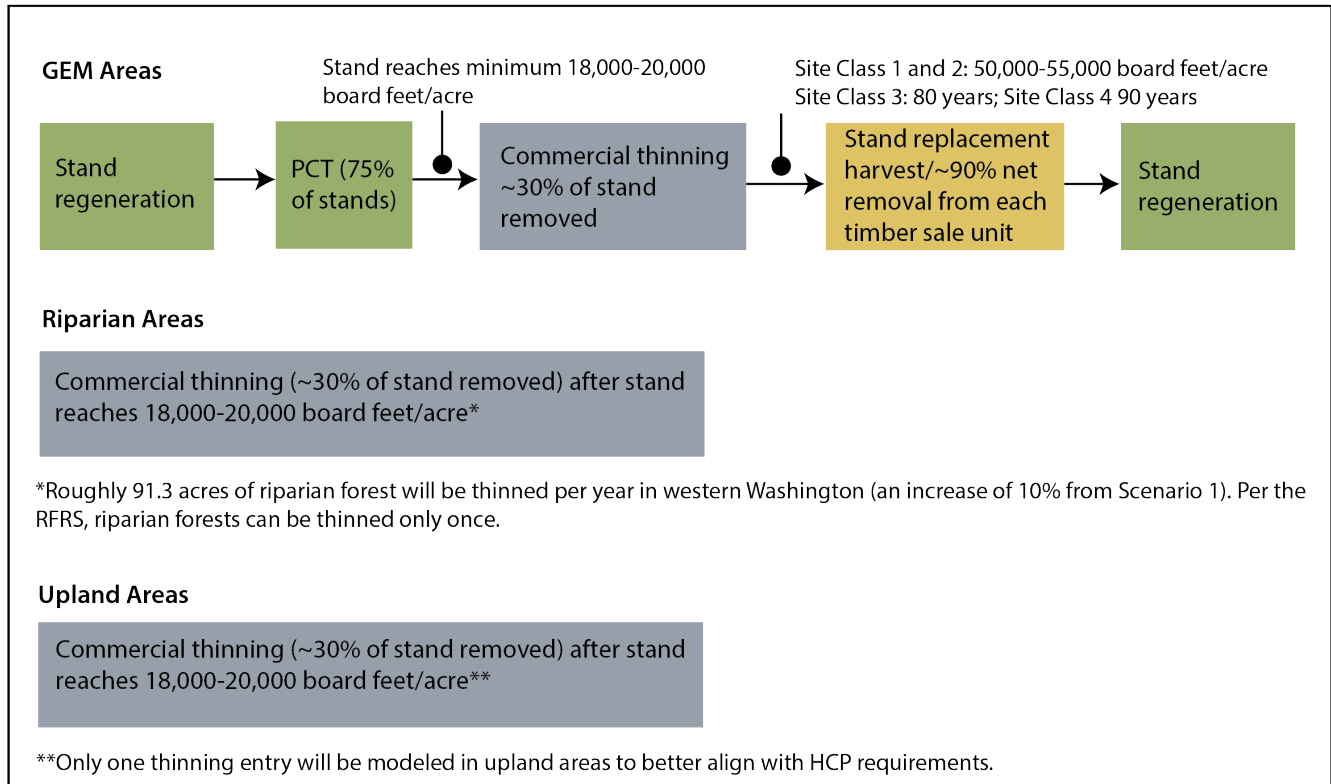 GEM Areas
Stand reaches minimum 18,000-20,000
board feet/acre
Site Class 1 and 2: 50,000-55,000 board feet/acre
Site Class 3: 80 years; Site Class 4 90 years
Stand
regeneration
PCT (75%
of stands)
Commercial thinning
~30% of stand
removed
Stand replacement
harvest/~90% net
removal from each
timber sale unit
Stand
regeneration
Riparian Areas
Commercial thinning (~30% of stand removed) after stand
reaches 18,000-20,000 board feet/acre*
*Roughly 91.3 acres of riparian forest will be thinned per year in western Washington (an increase of 10% from Scenario 1). Per the
RFRS, riparian forests can be thinned only once.
Upland Areas
Commercial thinning (~30% of stand removed) after stand
reaches 18,000-20,000 board feet/acre**
**Only one thinning entry will be modeled in upland areas to better align with HCP requirements.